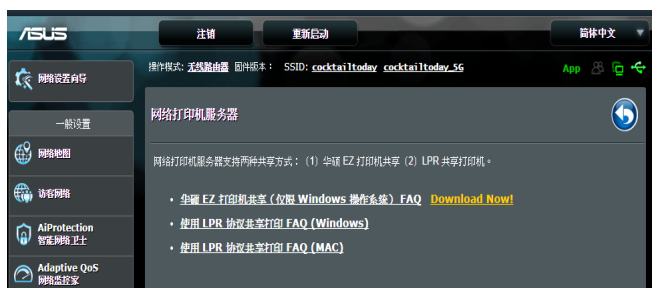 ASUS 注销 重新启动 简体中文
网络设置向导
操作模式: 无线路由器 固件版本: SSID: cocktailtoday cocktailtoday_5G App
一般设置
网络地图
访客网络
AiProtection
智能网络卫士
Adaptive QoS
网络监控家
网络打印机服务器
网络打印机服务器支持两种共享方式: (1) 华硕 EZ 打印机共享 (2) LPR 共享打印机。
• 华硕 EZ 打印机共享 (仅限 Windows 操作系统) FAQ Download Now!
• 使用 LPR 协议共享打印 FAQ (Windows)
• 使用 LPR 协议共享打印 FAQ (MAC)